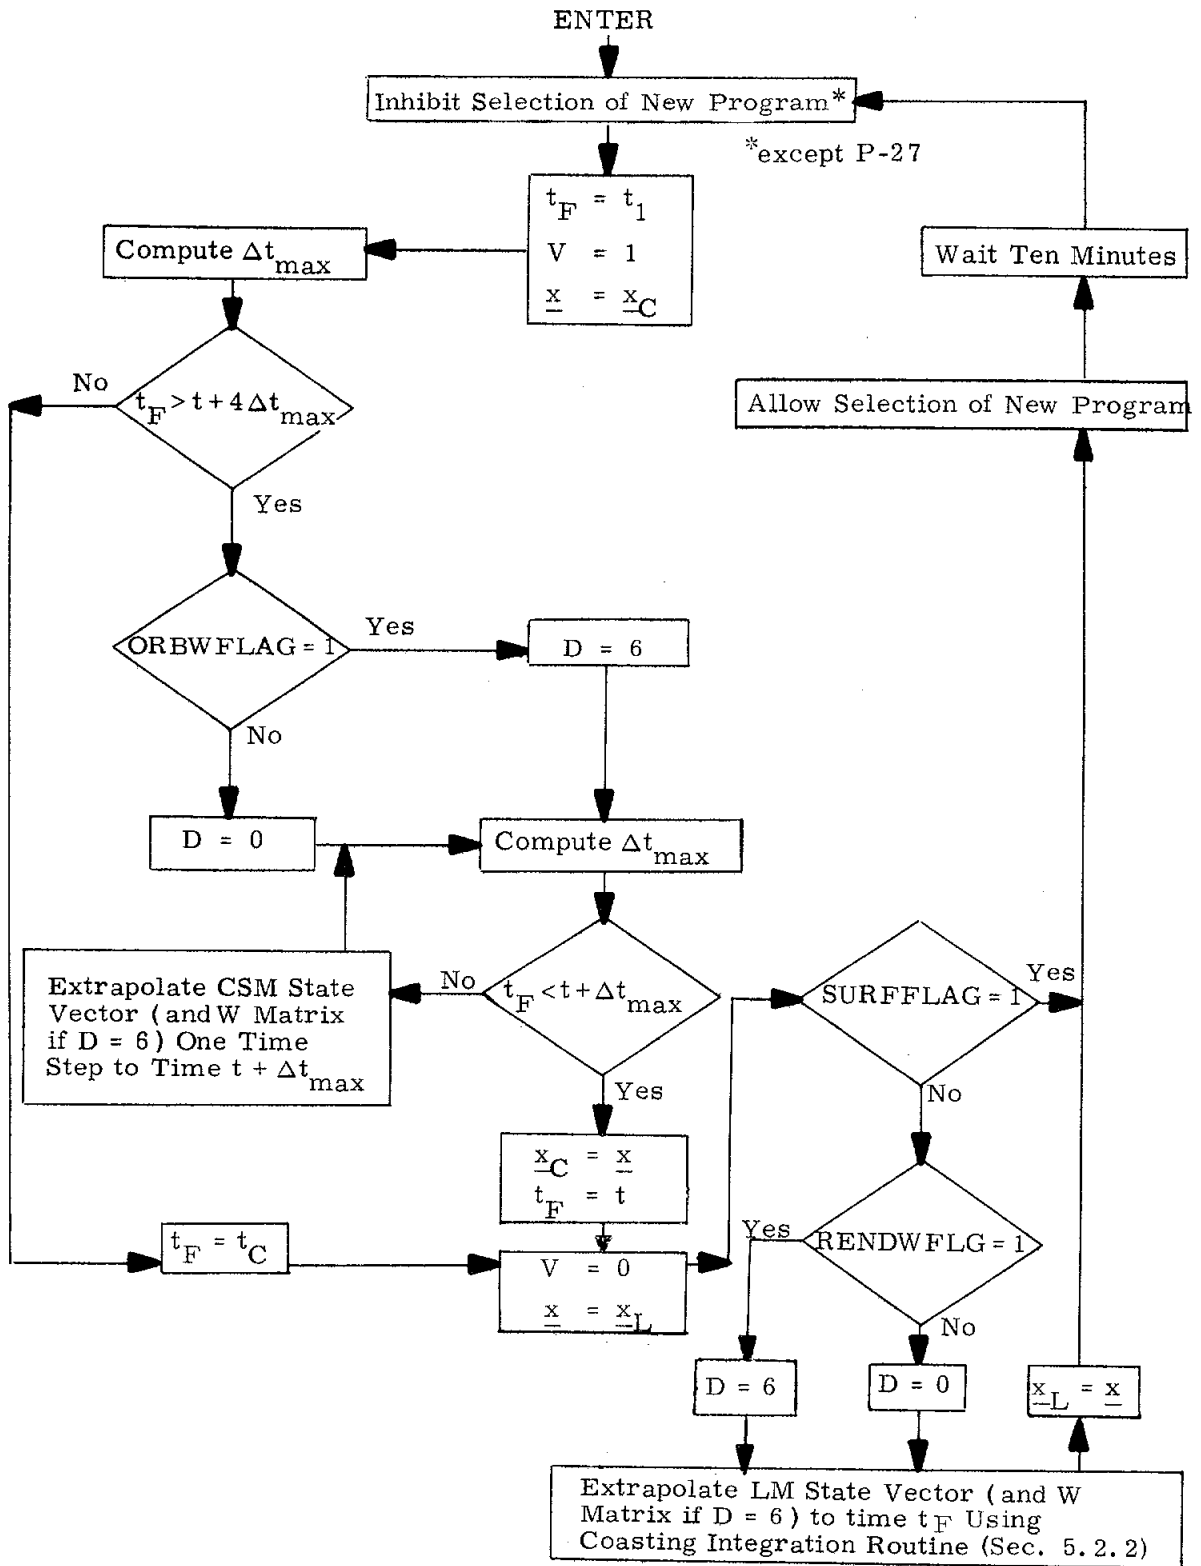 ENTER
Inhibit Selection of New Program*
*except P-27
t_F = t_1
V = 1
x = x_C
Compute Δt_max
Wait Ten Minutes
No
t_F > t + 4 Δt_max
Allow Selection of New Program
Yes
ORBWFLAG = 1
Yes
D = 6
No
D = 0
Compute Δt_max
Extrapolate CSM State
Vector (and W Matrix
if D = 6) One Time
Step to Time t + Δt_max
No
t_F < t + Δt_max
SURFFLAG = 1
Yes
Yes
No
x_C = x
t_F = t
t_F = t_C
V = 0
x = x_L
Yes
RENDWFLG = 1
No
D = 6
D = 0
x_L = x
Extrapolate LM State Vector (and W
Matrix if D = 6) to time t_F Using
Coasting Integration Routine (Sec. 5.2.2)